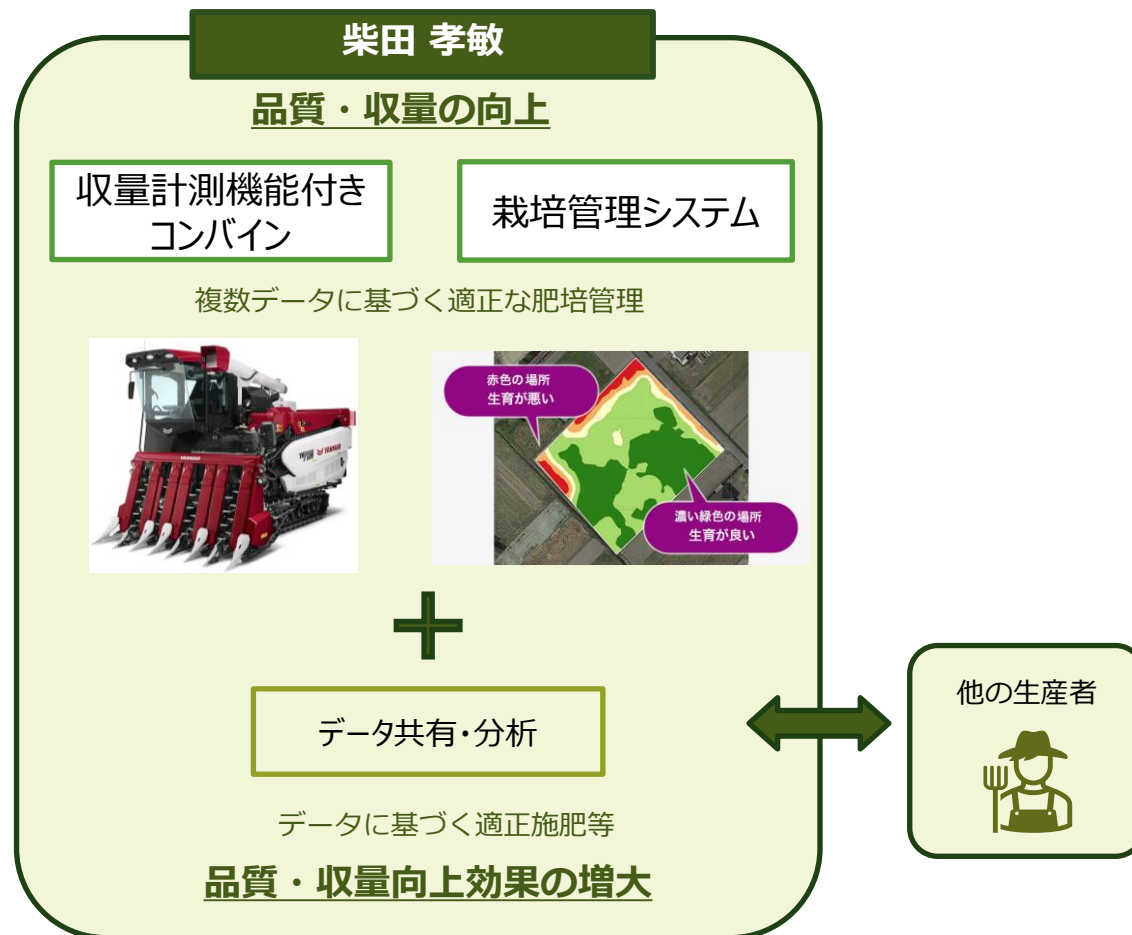 柴田 孝敏
品質・収量の向上
収量計測機能付き
コンバイン
栽培管理システム
複数データに基づく適正な肥培管理
YANMAR
YANMAR
赤色の場所
生育が悪い
濃い緑色の場所
生育が良い
データ共有・分析
データに基づく適正施肥等
品質・収量向上効果の増大
他の生産者